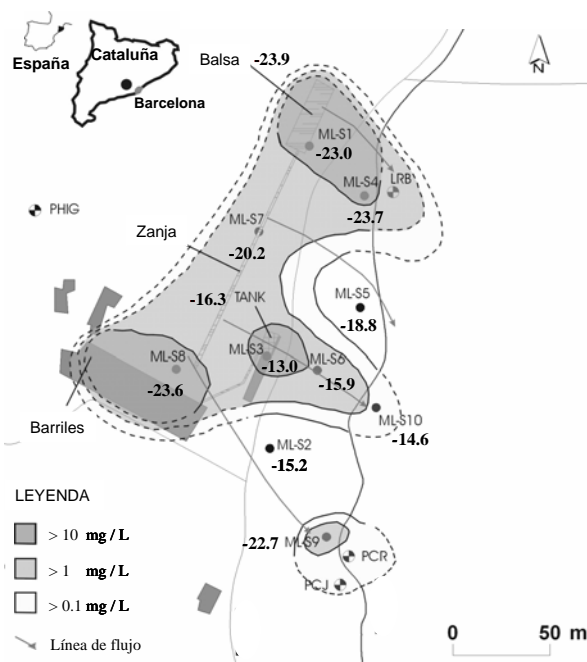 España
Cataluña
Barcelona
N
Balsa
-23.9
ML-S1
-23.0
ML-S4
LRB
-23.7
PHIG
ML-S7
Zanja
-20.2
-16.3
TANK
ML-S5
-18.8
ML-S8
ML-S3
-13.0
ML-S6
-23.6
-15.9
Barriles
ML-S10
-14.6
ML-S2
-15.2
LEYENDA
> 10 mg / L
> 1 mg / L
> 0.1 mg / L
Línea de flujo
-22.7
ML-S9
PCR
PCJ
0 50 m